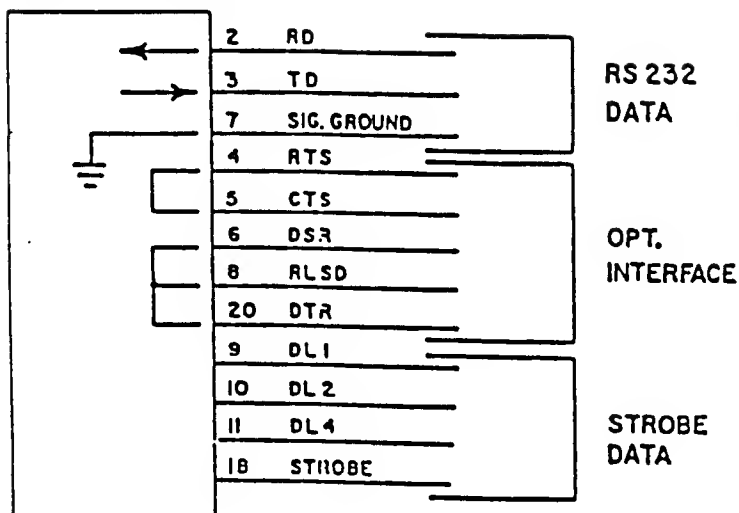 2 RD
3 TD
7 SIG. GROUND
RS 232
DATA
4 RTS
5 CTS
6 DSR
8 RLSD
20 DTR
OPT.
INTERFACE
9 DL1
10 DL2
11 DL4
18 STROBE
STROBE
DATA